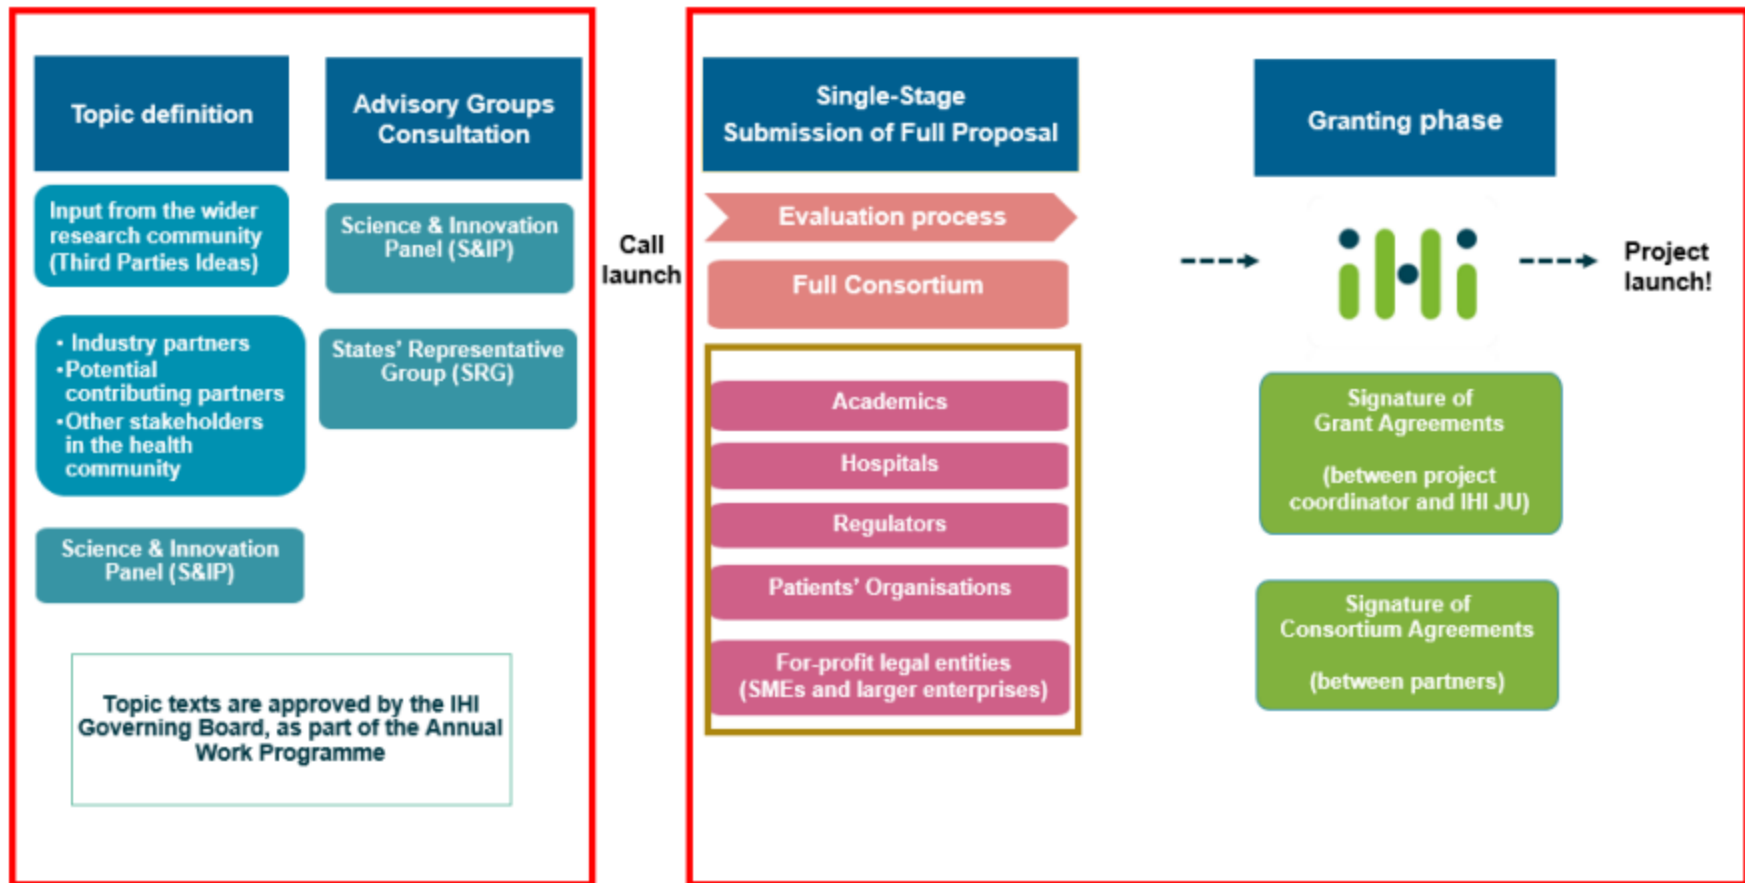 Topic definition
Input from the wider
research community
(Third Parties Ideas)
• Industry partners
•Potential
contributing partners
•Other stakeholders
in the health
community
Science & Innovation
Panel (S&IP)
Advisory Groups
Consultation
Science & Innovation
Panel (S&IP)
States' Representative
Group (SRG)
Topic texts are approved by the IHI
Governing Board, as part of the Annual
Work Programme
Call
launch
Single-Stage
Submission of Full Proposal
Evaluation process
Full Consortium
Academics
Hospitals
Regulators
Patients' Organisations
For-profit legal entities
(SMEs and larger enterprises)
Granting phase
iHi
Project
launch!
Signature of
Grant Agreements
(between project
coordinator and IHI JU)
Signature of
Consortium Agreements
(between partners)